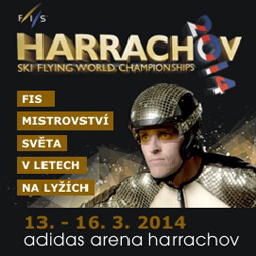 FIS
HARRACHOV
2014
SKI FLYING WORLD CHAMPIONSHIPS
FIS
MISTROVSTVÍ
SVĚTA
V LETECH
NA LYŽÍCH
13. - 16. 3. 2014
adidas arena harrachov